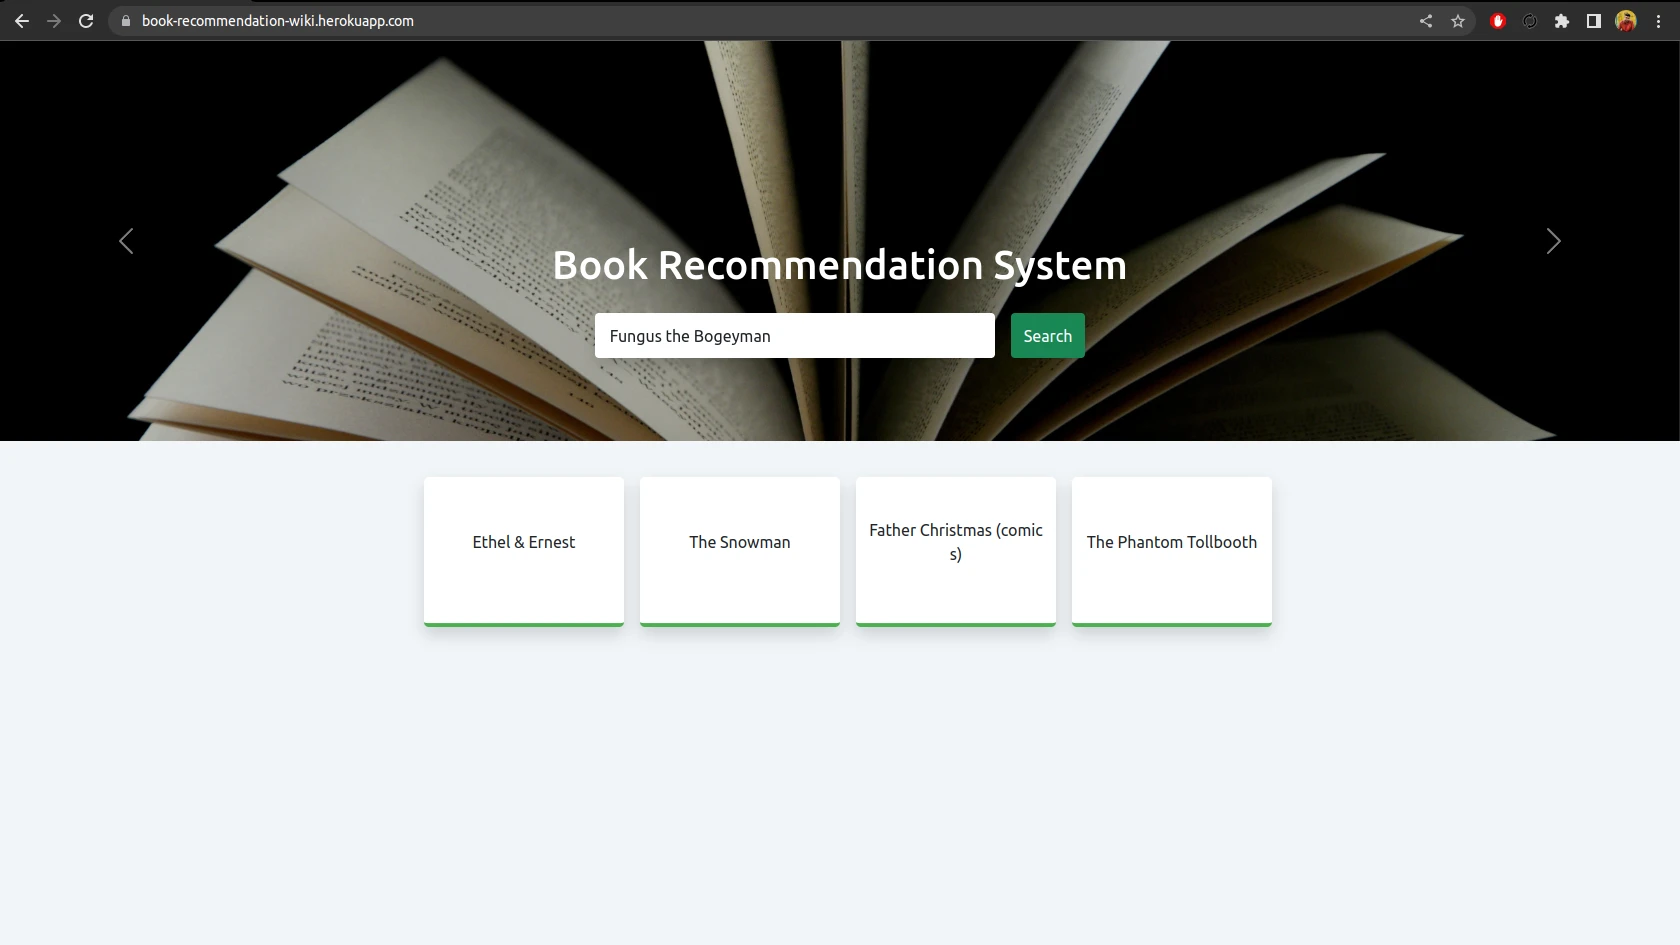 book-recommendation-wiki.herokuapp.com
Book Recommendation System
Fungus the Bogeyman
Search
Ethel & Ernest
The Snowman
Father Christmas (comic
s)
The Phantom Tollbooth